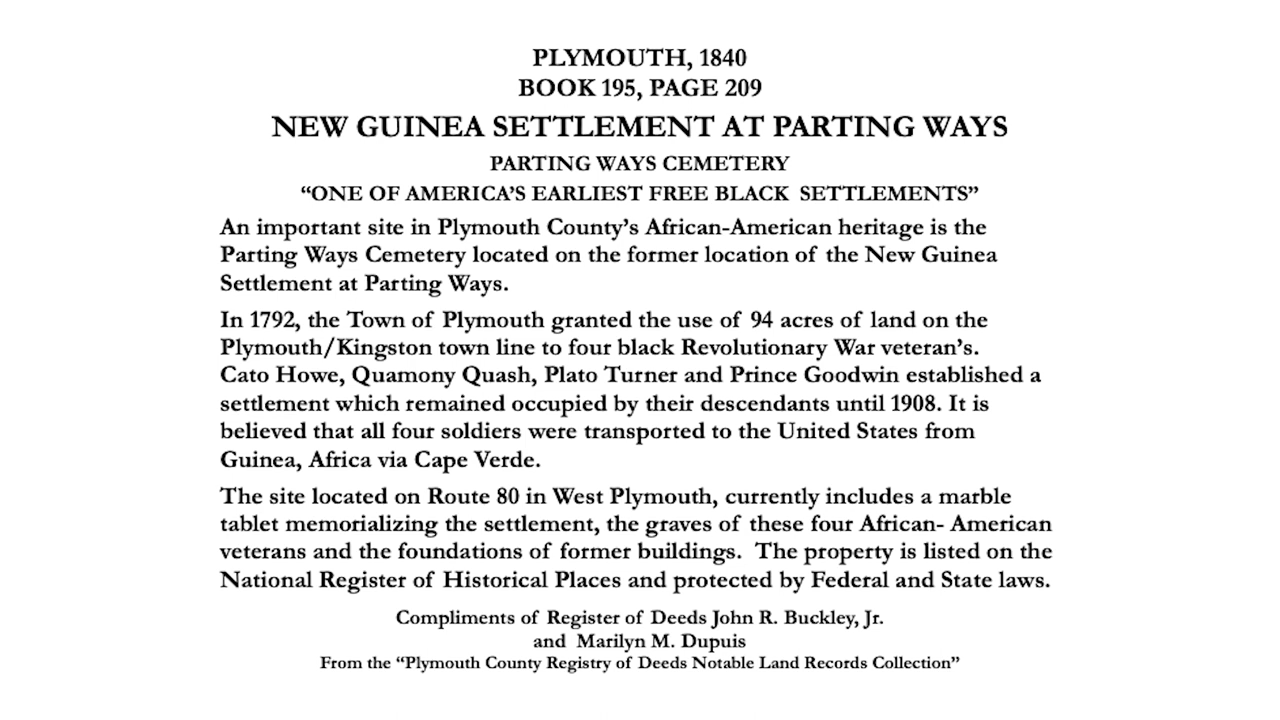 PLYMOUTH, 1840
BOOK 195, PAGE 209
NEW GUINEA SETTLEMENT AT PARTING WAYS
PARTING WAYS CEMETERY
“ONE OF AMERICA’S EARLIEST FREE BLACK SETTLEMENTS”
An important site in Plymouth County’s African-American heritage is the
Parting Ways Cemetery located on the former location of the New Guinea
Settlement at Parting Ways.
In 1792, the Town of Plymouth granted the use of 94 acres of land on the
Plymouth/Kingston town line to four black Revolutionary War veteran’s.
Cato Howe, Quamony Quash, Plato Turner and Prince Goodwin established a
settlement which remained occupied by their descendants until 1908. It is
believed that all four soldiers were transported to the United States from
Guinea, Africa via Cape Verde.
The site located on Route 80 in West Plymouth, currently includes a marble
tablet memorializing the settlement, the graves of these four African- American
veterans and the foundations of former buildings. The property is listed on the
National Register of Historical Places and protected by Federal and State laws.
Compliments of Register of Deeds John R. Buckley, Jr.
and Marilyn M. Dupuis
From the “Plymouth County Registry of Deeds Notable Land Records Collection”